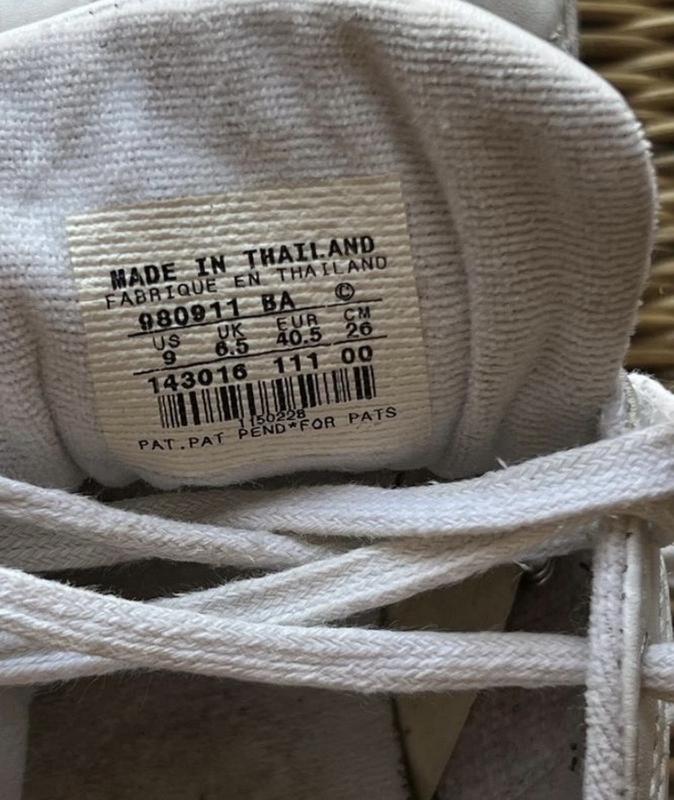 MADE IN THAILAND
FABRIQUE EN THAILAND
980911 BA ©
US UK EUR CM
9 6.5 40.5 26
143016 111 00
1150228
PAT.PAT PEND*FOR PATS